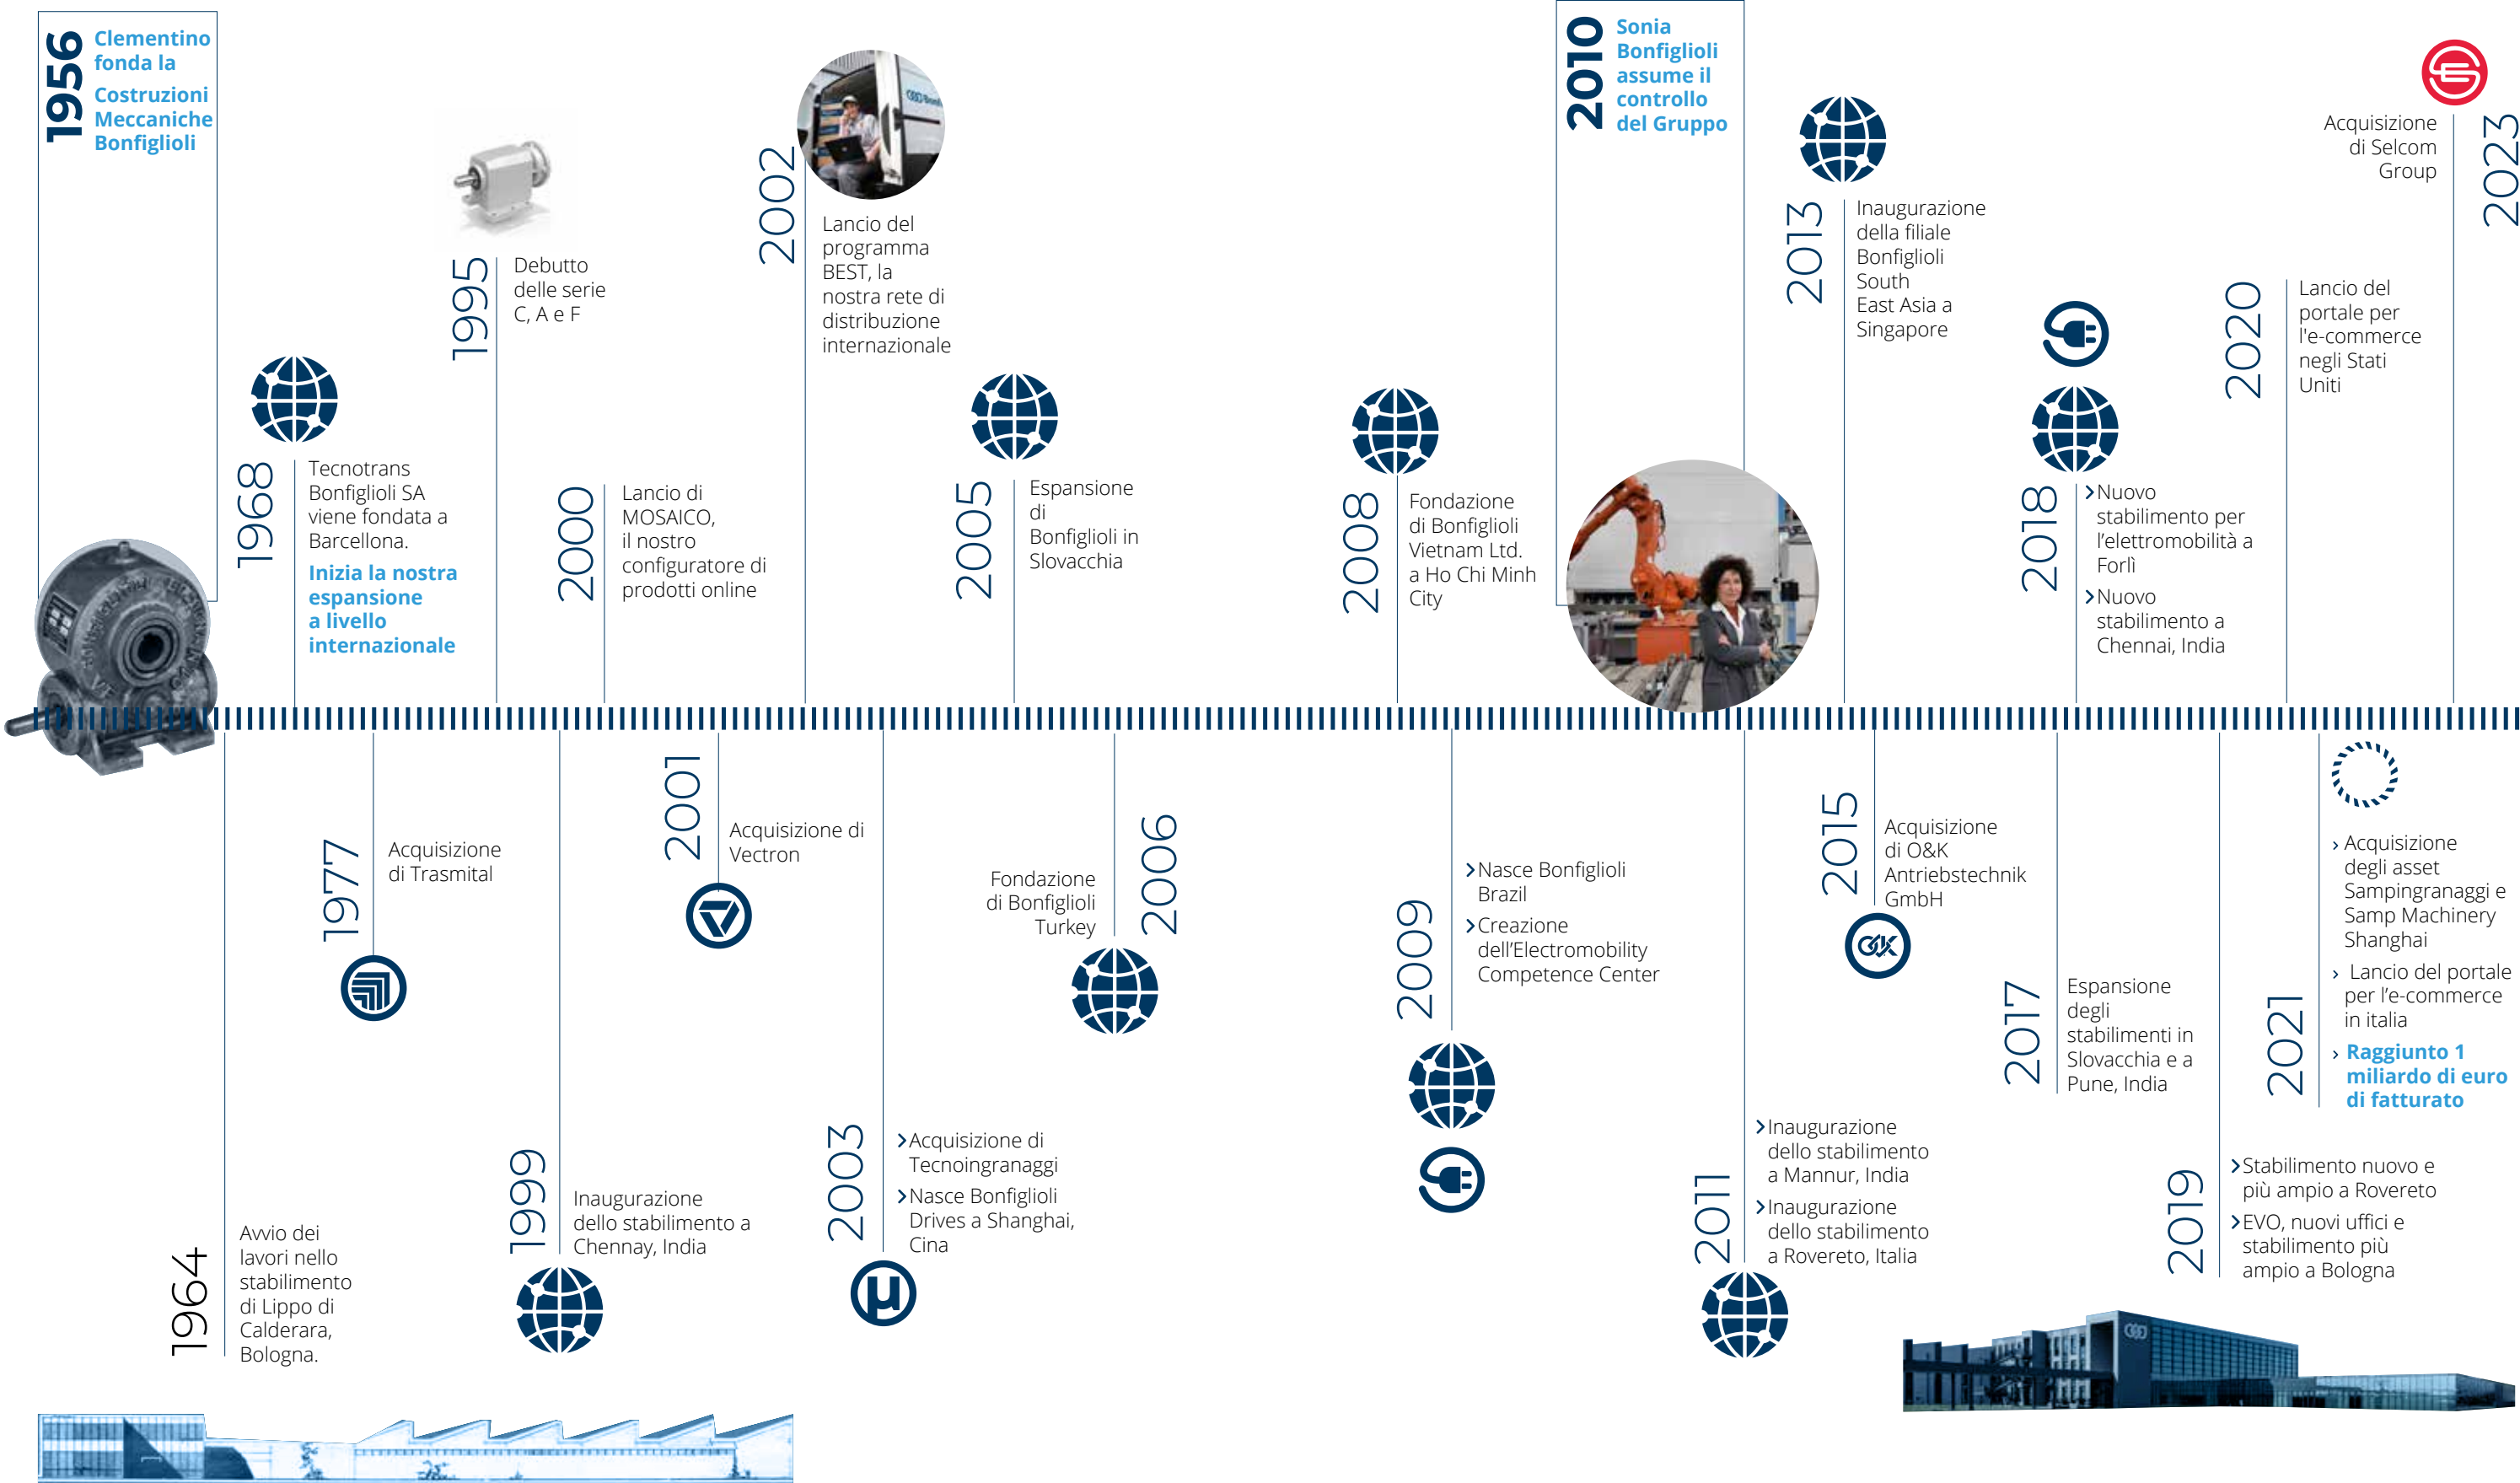 1956
Clementino
fonda la
Costruzioni
Meccaniche
Bonfiglioli
1964
Avvio dei
lavori nello
stabilimento
di Lippo di
Calderara,
Bologna.
1968
Tecnotrans
Bonfiglioli SA
viene fondata a
Barcellona.
Inizia la nostra
espansione
a livello
internazionale
1977
Acquisizione
di Trasmital
1995
Debutto
delle serie
C, A e F
1999
Inaugurazione
dello stabilimento a
Chennay, India
2000
Lancio di
MOSAICO,
il nostro
configuratore di
prodotti online
2001
Acquisizione di
Vectron
2002
Lancio del
programma
BEST, la
nostra rete di
distribuzione
internazionale
2003
Acquisizione di
Tecnoingranaggi
Nasce Bonfiglioli
Drives a Shanghai,
Cina
µ
2005
Espansione
di
Bonfiglioli in
Slovacchia
2006
Fondazione
di Bonfiglioli
Turkey
2008
Fondazione
di Bonfiglioli
Vietnam Ltd.
a Ho Chi Minh
City
2009
Nasce Bonfiglioli
Brazil
Creazione
dell’Electromobility
Competence Center
2010
Sonia
Bonfiglioli
assume il
controllo
del Gruppo
2011
Inaugurazione
dello stabilimento
a Mannur, India
Inaugurazione
dello stabilimento
a Rovereto, Italia
2013
Inaugurazione
della filiale
Bonfiglioli
South
East Asia a
Singapore
2015
Acquisizione
di O&K
Antriebstechnik
GmbH
O&K
2017
Espansione
degli
stabilimenti in
Slovacchia e a
Pune, India
2018
Nuovo
stabilimento per
l’elettromobilità a
Forlì
Nuovo
stabilimento a
Chennai, India
2019
Stabilimento nuovo e
più ampio a Rovereto
EVO, nuovi uffici e
stabilimento più
ampio a Bologna
2020
Lancio del
portale per
l'e-commerce
negli Stati
Uniti
2021
Acquisizione
degli asset
Sampingranaggi e
Samp Machinery
Shanghai
Lancio del portale
per l’e-commerce
in italia
Raggiunto 1
miliardo di euro
di fatturato
2023
Acquisizione
di Selcom
Group